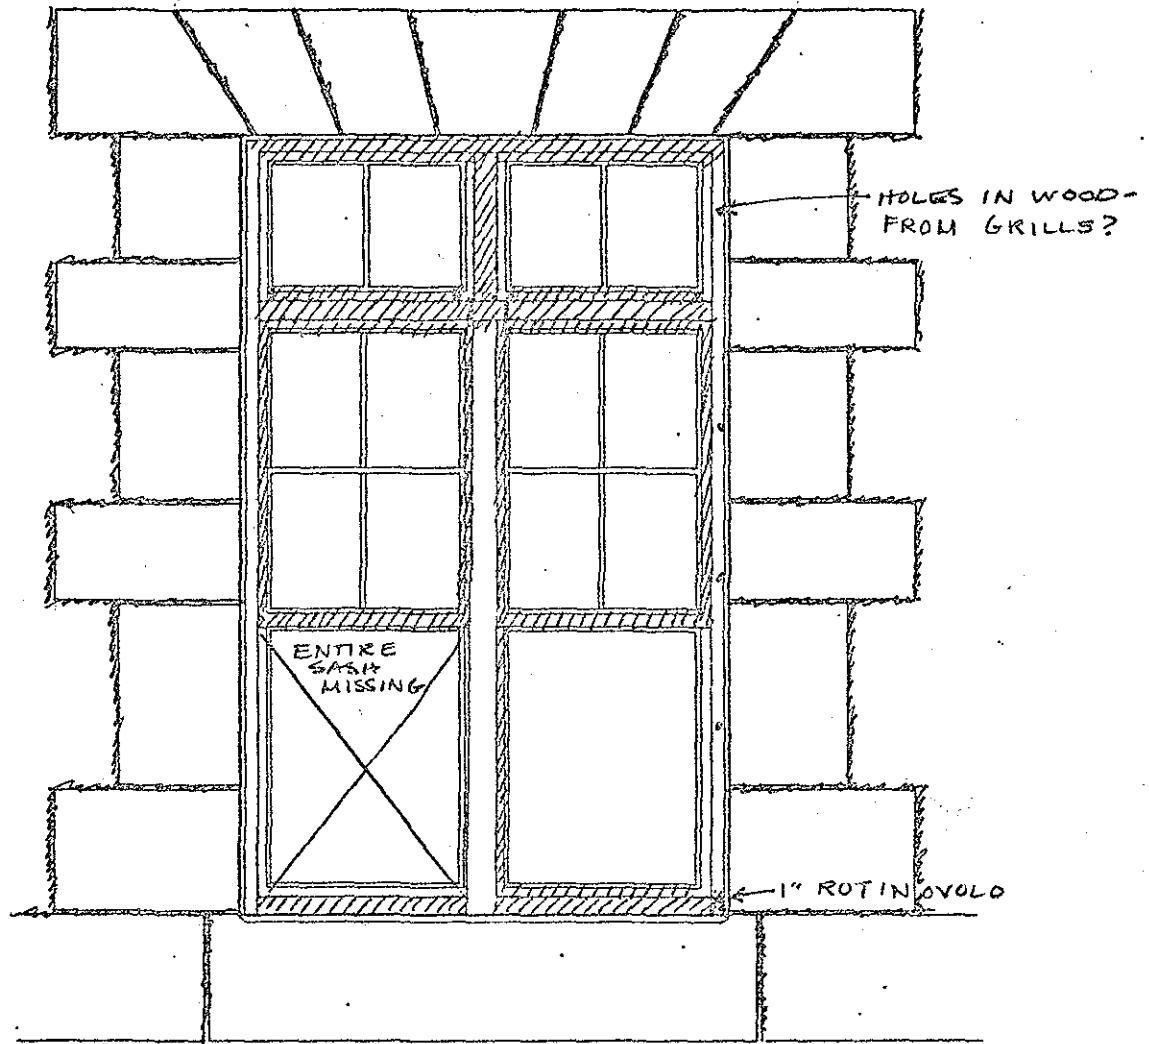 HOLES IN WOOD-
FROM GRILLS?
ENTIRE
SASH
MISSING
1" ROT IN OVOLO